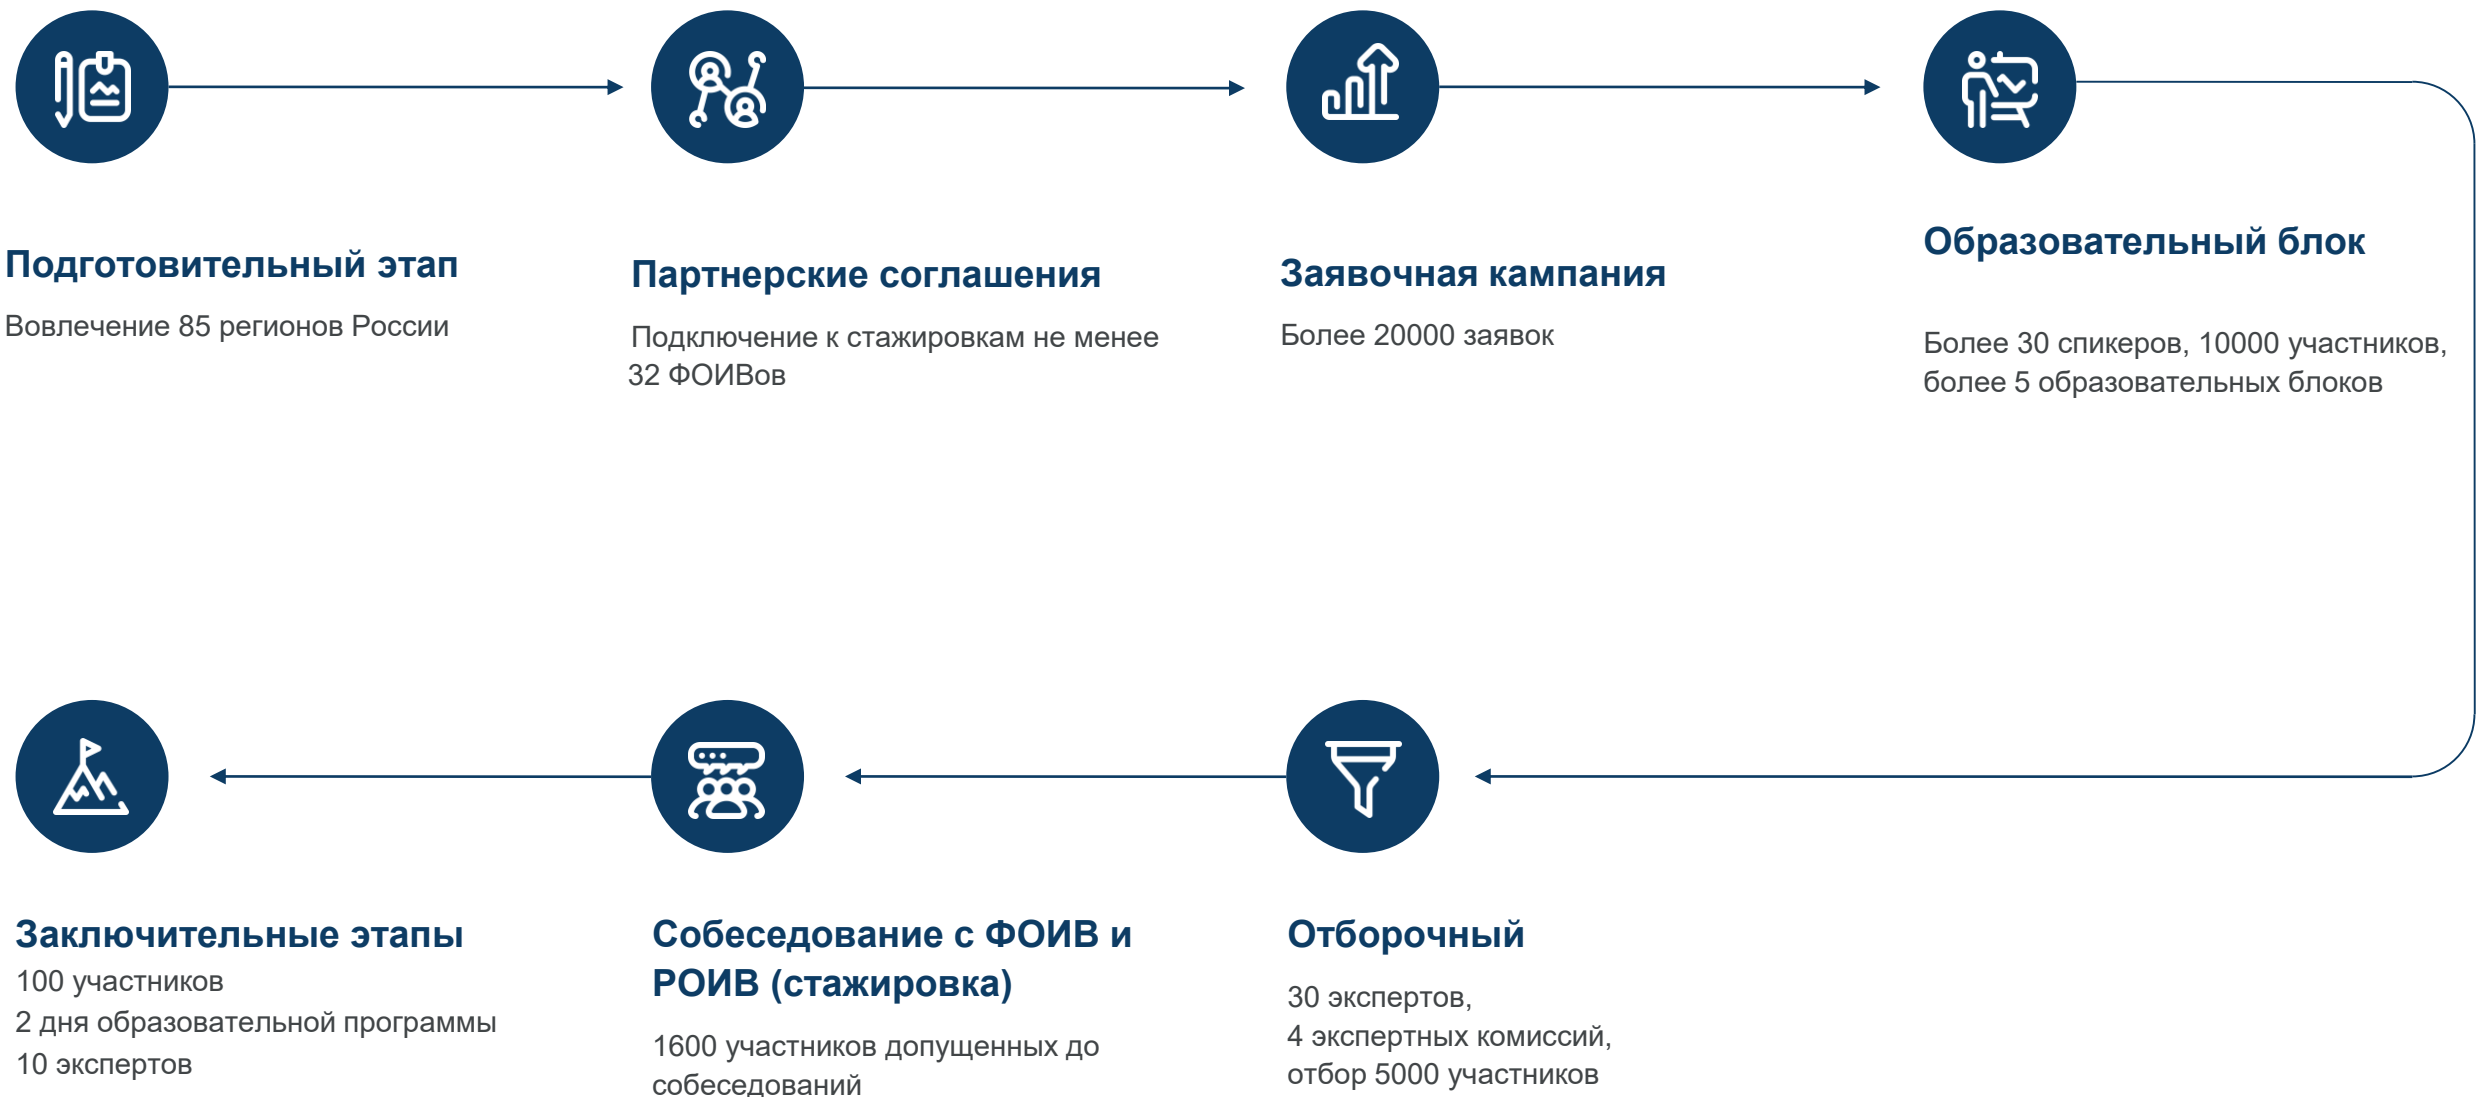 Подготовительный этап
Вовлечение 85 регионов России
Партнерские соглашения
Подключение к стажировкам не менее
32 ФОИВов
Заявочная кампания
Более 20000 заявок
Образовательный блок
Более 30 спикеров, 10000 участников,
более 5 образовательных блоков
Отборочный
30 экспертов,
4 экспертных комиссий,
отбор 5000 участников
Собеседование с ФОИВ и
РОИВ (стажировка)
1600 участников допущенных до
собеседований
Заключительные этапы
100 участников
2 дня образовательной программы
10 экспертов